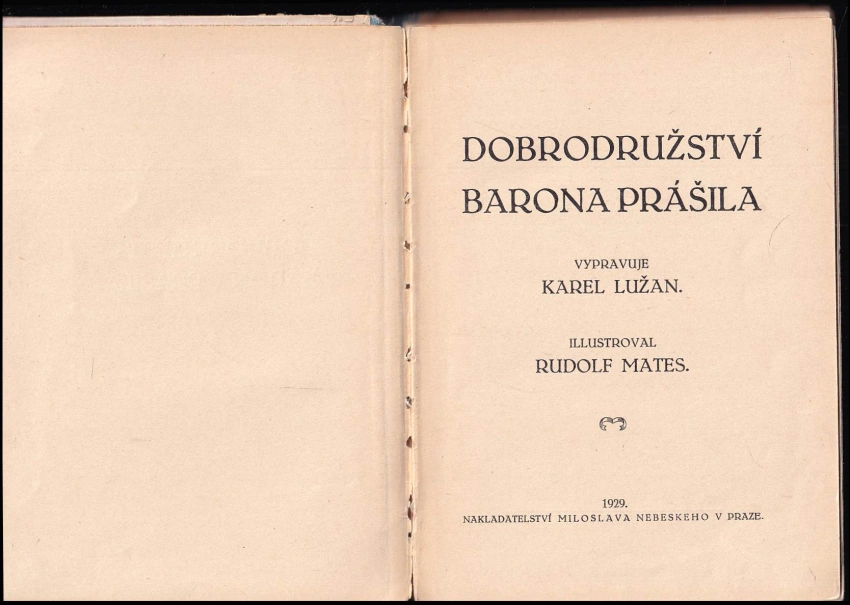 DOBRODRUŽSTVÍ
BARONA PRÁŠILA
VYPRAVUJE
KAREL LUŽAN.
ILLUSTROVAL
RUDOLF MATES.
1929.
NAKLADATELSTVÍ MILOSLAVA NEBESKEHO V PRAZE.